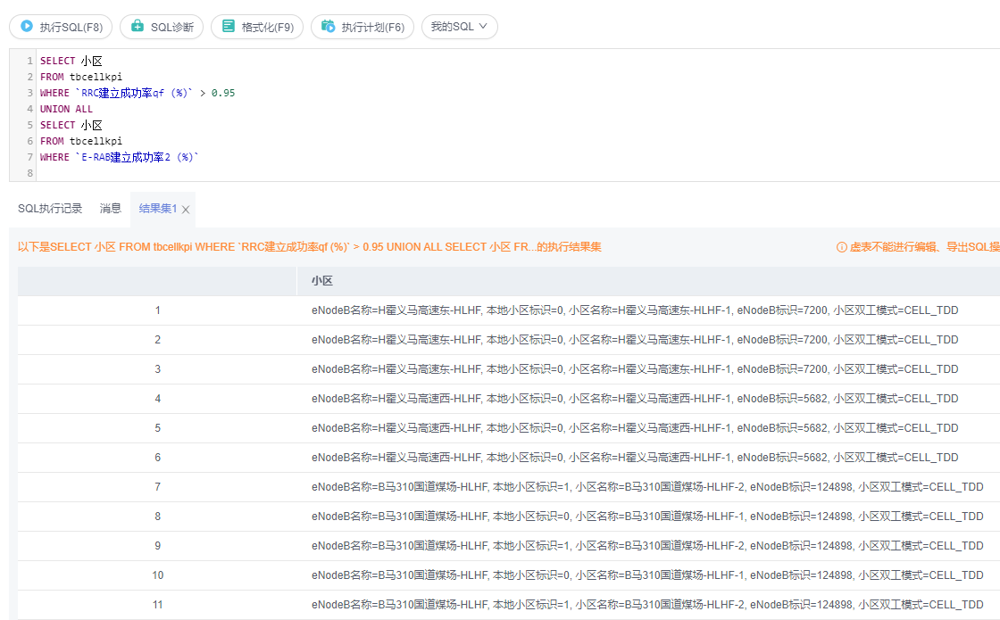 执行SQL(F8) SQL诊断 格式化(F9) 执行计划(F6) 我的SQL
1 SELECT 小区
2 FROM tbcellkpi
3 WHERE `RRC建立成功率qf (%)` > 0.95
4 UNION ALL
5 SELECT 小区
6 FROM tbcellkpi
7 WHERE `E-RAB建立成功率2 (%)`
8
SQL执行记录 消息 结果集1
以下是SELECT 小区 FROM tbcellkpi WHERE `RRC建立成功率qf (%)` > 0.95 UNION ALL SELECT 小区 FR...的执行结果集 虚表不能进行编辑、导出SQL操
小区
1 eNodeB名称=H霍义马高速东-HLHF, 本地小区标识=0, 小区名称=H霍义马高速东-HLHF-1, eNodeB标识=7200, 小区双工模式=CELL_TDD
2 eNodeB名称=H霍义马高速东-HLHF, 本地小区标识=0, 小区名称=H霍义马高速东-HLHF-1, eNodeB标识=7200, 小区双工模式=CELL_TDD
3 eNodeB名称=H霍义马高速东-HLHF, 本地小区标识=0, 小区名称=H霍义马高速东-HLHF-1, eNodeB标识=7200, 小区双工模式=CELL_TDD
4 eNodeB名称=H霍义马高速西-HLHF, 本地小区标识=0, 小区名称=H霍义马高速西-HLHF-1, eNodeB标识=5682, 小区双工模式=CELL_TDD
5 eNodeB名称=H霍义马高速西-HLHF, 本地小区标识=0, 小区名称=H霍义马高速西-HLHF-1, eNodeB标识=5682, 小区双工模式=CELL_TDD
6 eNodeB名称=H霍义马高速西-HLHF, 本地小区标识=0, 小区名称=H霍义马高速西-HLHF-1, eNodeB标识=5682, 小区双工模式=CELL_TDD
7 eNodeB名称=B马310国道煤场-HLHF, 本地小区标识=1, 小区名称=B马310国道煤场-HLHF-2, eNodeB标识=124898, 小区双工模式=CELL_TDD
8 eNodeB名称=B马310国道煤场-HLHF, 本地小区标识=0, 小区名称=B马310国道煤场-HLHF-1, eNodeB标识=124898, 小区双工模式=CELL_TDD
9 eNodeB名称=B马310国道煤场-HLHF, 本地小区标识=1, 小区名称=B马310国道煤场-HLHF-2, eNodeB标识=124898, 小区双工模式=CELL_TDD
10 eNodeB名称=B马310国道煤场-HLHF, 本地小区标识=0, 小区名称=B马310国道煤场-HLHF-1, eNodeB标识=124898, 小区双工模式=CELL_TDD
11 eNodeB名称=B马310国道煤场-HLHF, 本地小区标识=1, 小区名称=B马310国道煤场-HLHF-2, eNodeB标识=124898, 小区双工模式=CELL_TDD